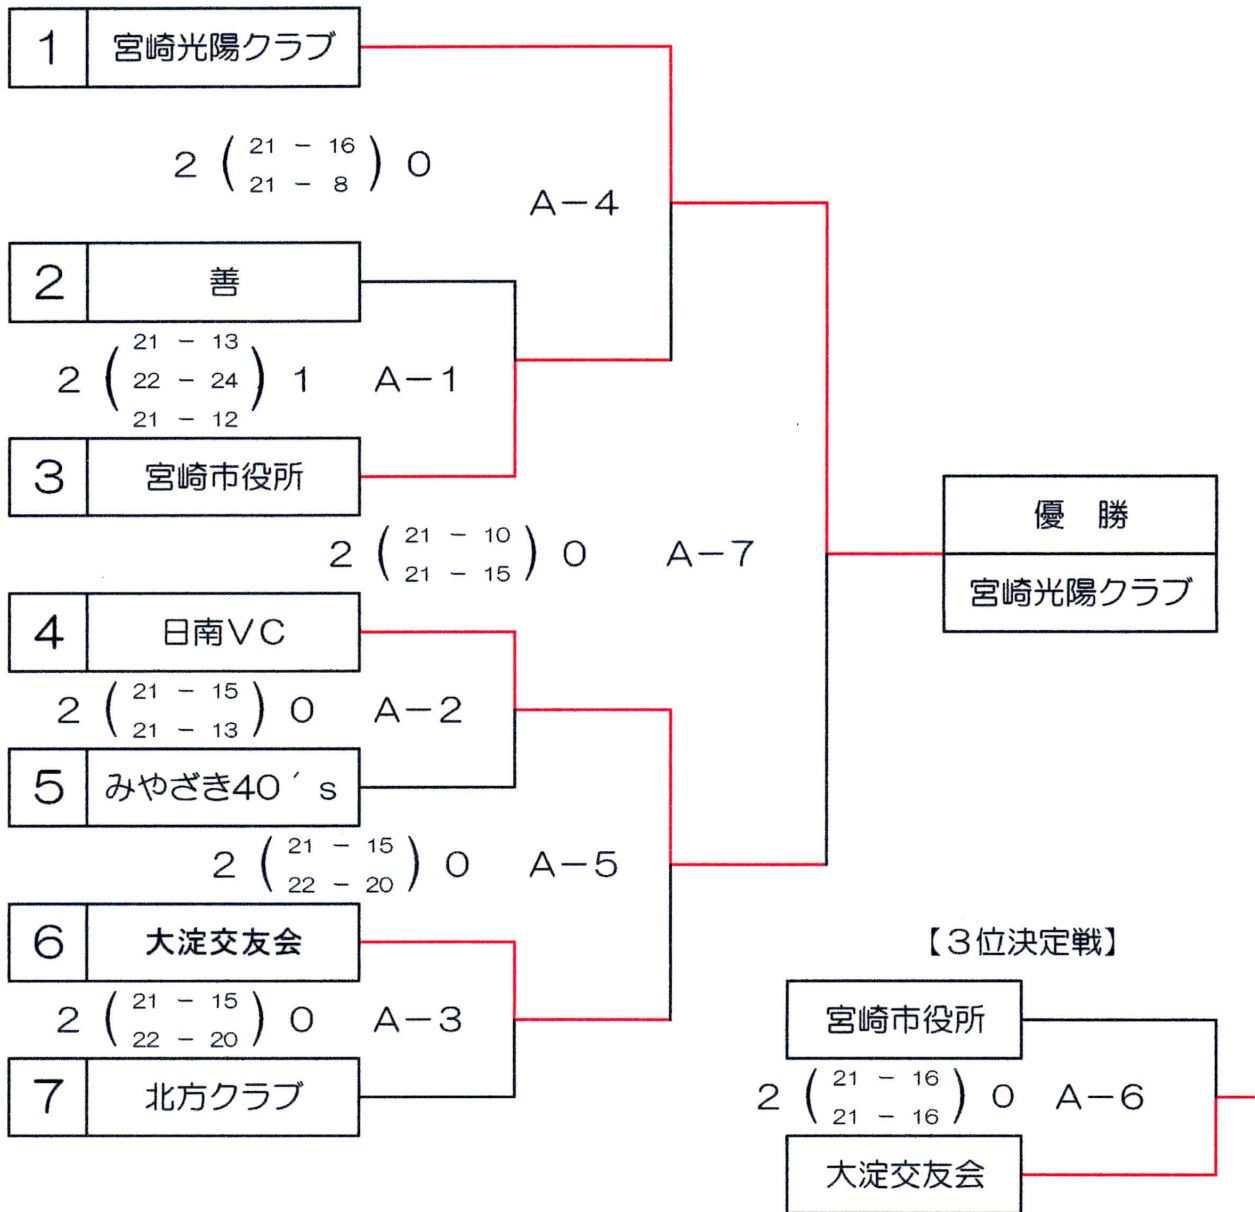 1 宮崎光陽クラブ
2 ( 21 - 16 ) 0
21 - 8
A-4
2 善
21 - 13
2 ( 22 - 24 ) 1 A-1
21 - 12
3 宮崎市役所
優 勝
2 ( 21 - 10 ) 0 A-7
21 - 15
宮崎光陽クラブ
4 日南VC
2 ( 21 - 15 ) 0 A-2
21 - 13
5 みやざき40´s
2 ( 21 - 15 ) 0 A-5
22 - 20
6 大淀交友会
2 ( 21 - 15 ) 0 A-3
22 - 20
7 北方クラブ
【3位決定戦】
宮崎市役所
2 ( 21 - 16 ) 0 A-6
21 - 16
大淀交友会